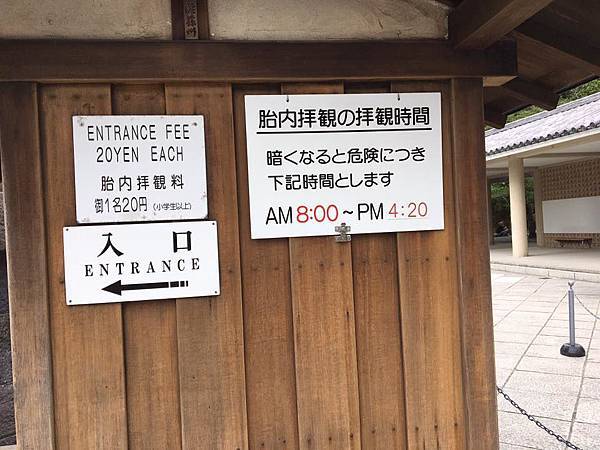 ENTRANCE FEE
20YEN EACH
胎内拝観料
御1名20円(小学生以上)
入口
ENTRANCE
胎内拝観の拝観時間
暗くなると危険につき
下記時間とします
AM 8:00~PM 4:20